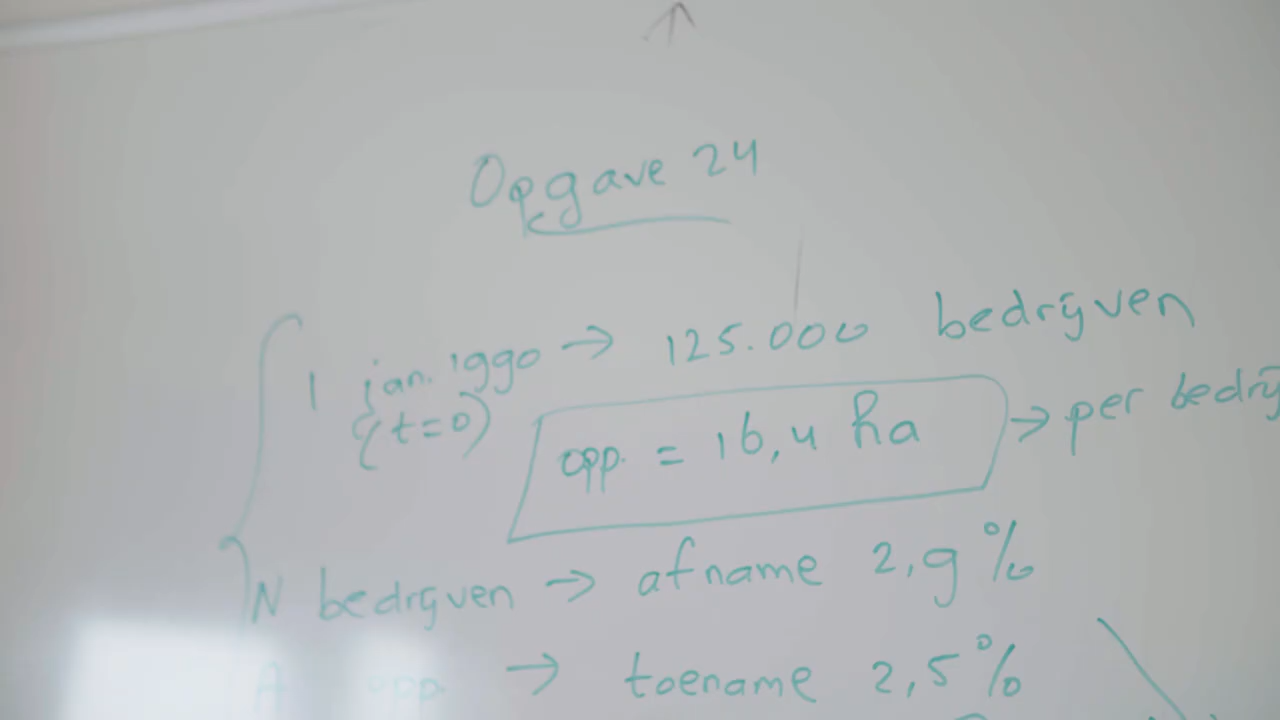 Opgave 24
1 jan. 1990 → 125.000 bedrijven
(t=0)
opp. = 16,4 ha → per bedrij
N bedrijven → afname 2,9%
A opp → toename 2,5%